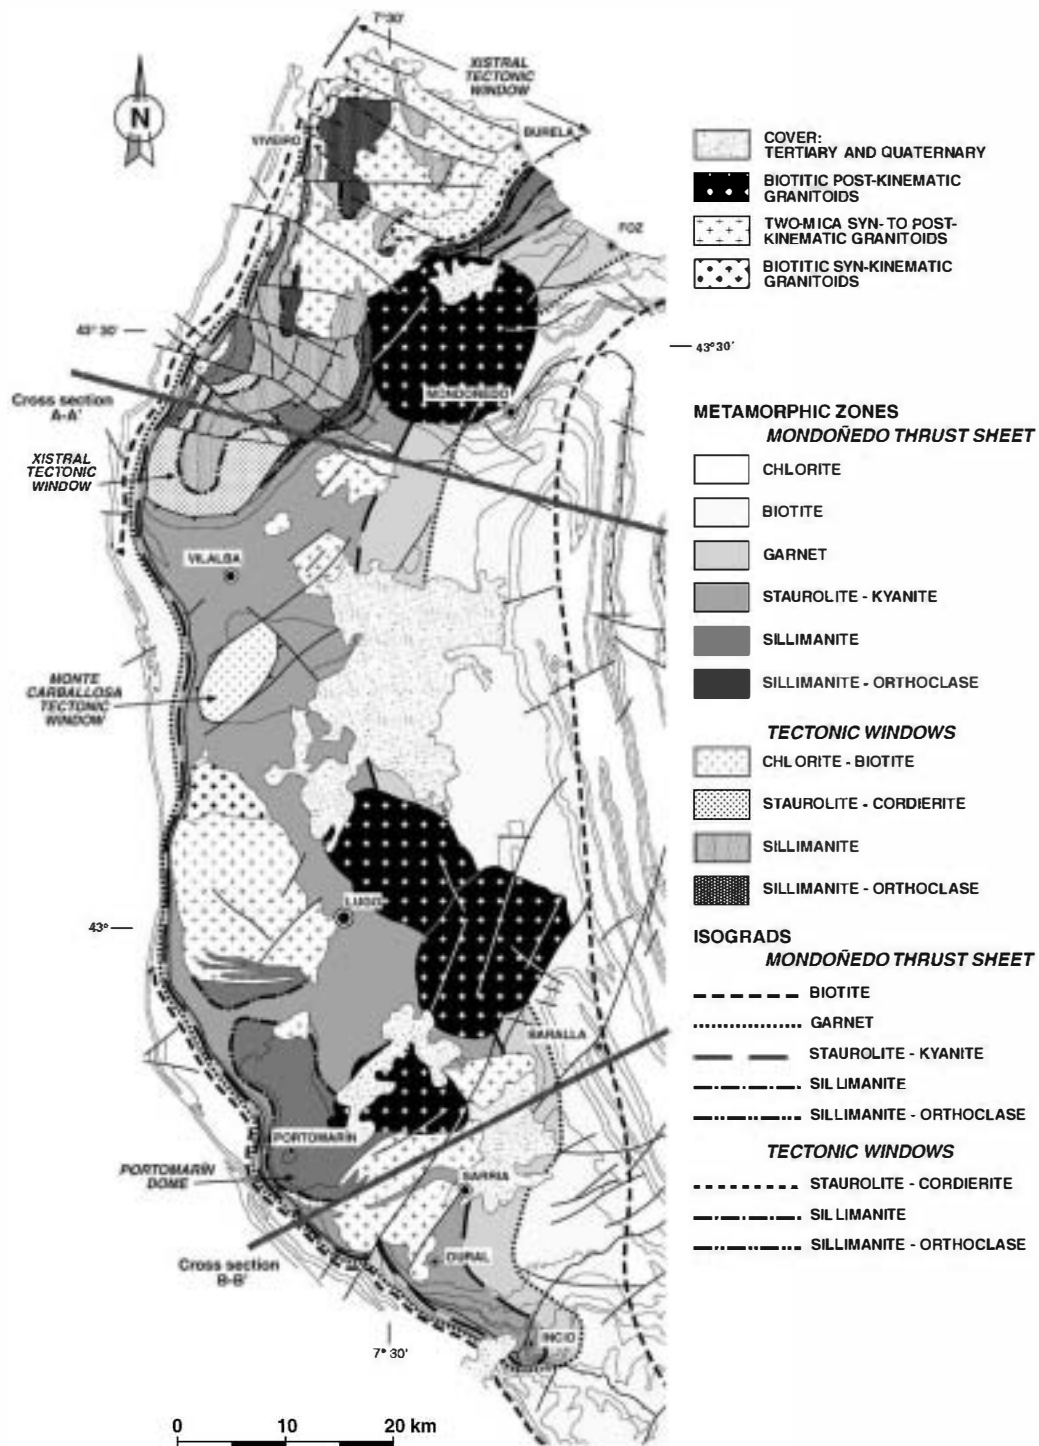 7°30'
XISTRAL
TECTONIC
WINDOW
N
VIVEIRO
BURELA
FOZ
43° 30'
43°30'
MONDOÑEDO
Cross section
A-A'
XISTRAL
TECTONIC
WINDOW
VILALBA
MONTE
CARBALLOSA
TECTONIC
WINDOW
LUGO
43°
BARALLA
PORTOMARÍN
PORTOMARÍN
DOME
SARRIA
Cross section
B-B'
OURAL
INCIO
7° 30'
0 10 20 km
COVER:
TERTIARY AND QUATERNARY
BIOTITIC POST-KINEMATIC
GRANITOIDS
TWO-MICA SYN- TO POST-
KINEMATIC GRANITOIDS
BIOTITIC SYN-KINEMATIC
GRANITOIDS
METAMORPHIC ZONES
MONDOÑEDO THRUST SHEET
CHLORITE
BIOTITE
GARNET
STAUROLITE - KYANITE
SILLIMANITE
SILLIMANITE - ORTHOCLASE
TECTONIC WINDOWS
CHLORITE - BIOTITE
STAUROLITE - CORDIERITE
SILLIMANITE
SILLIMANITE - ORTHOCLASE
ISOGRADS
MONDOÑEDO THRUST SHEET
BIOTITE
GARNET
STAUROLITE - KYANITE
SILLIMANITE
SILLIMANITE - ORTHOCLASE
TECTONIC WINDOWS
STAUROLITE - CORDIERITE
SILLIMANITE
SILLIMANITE - ORTHOCLASE